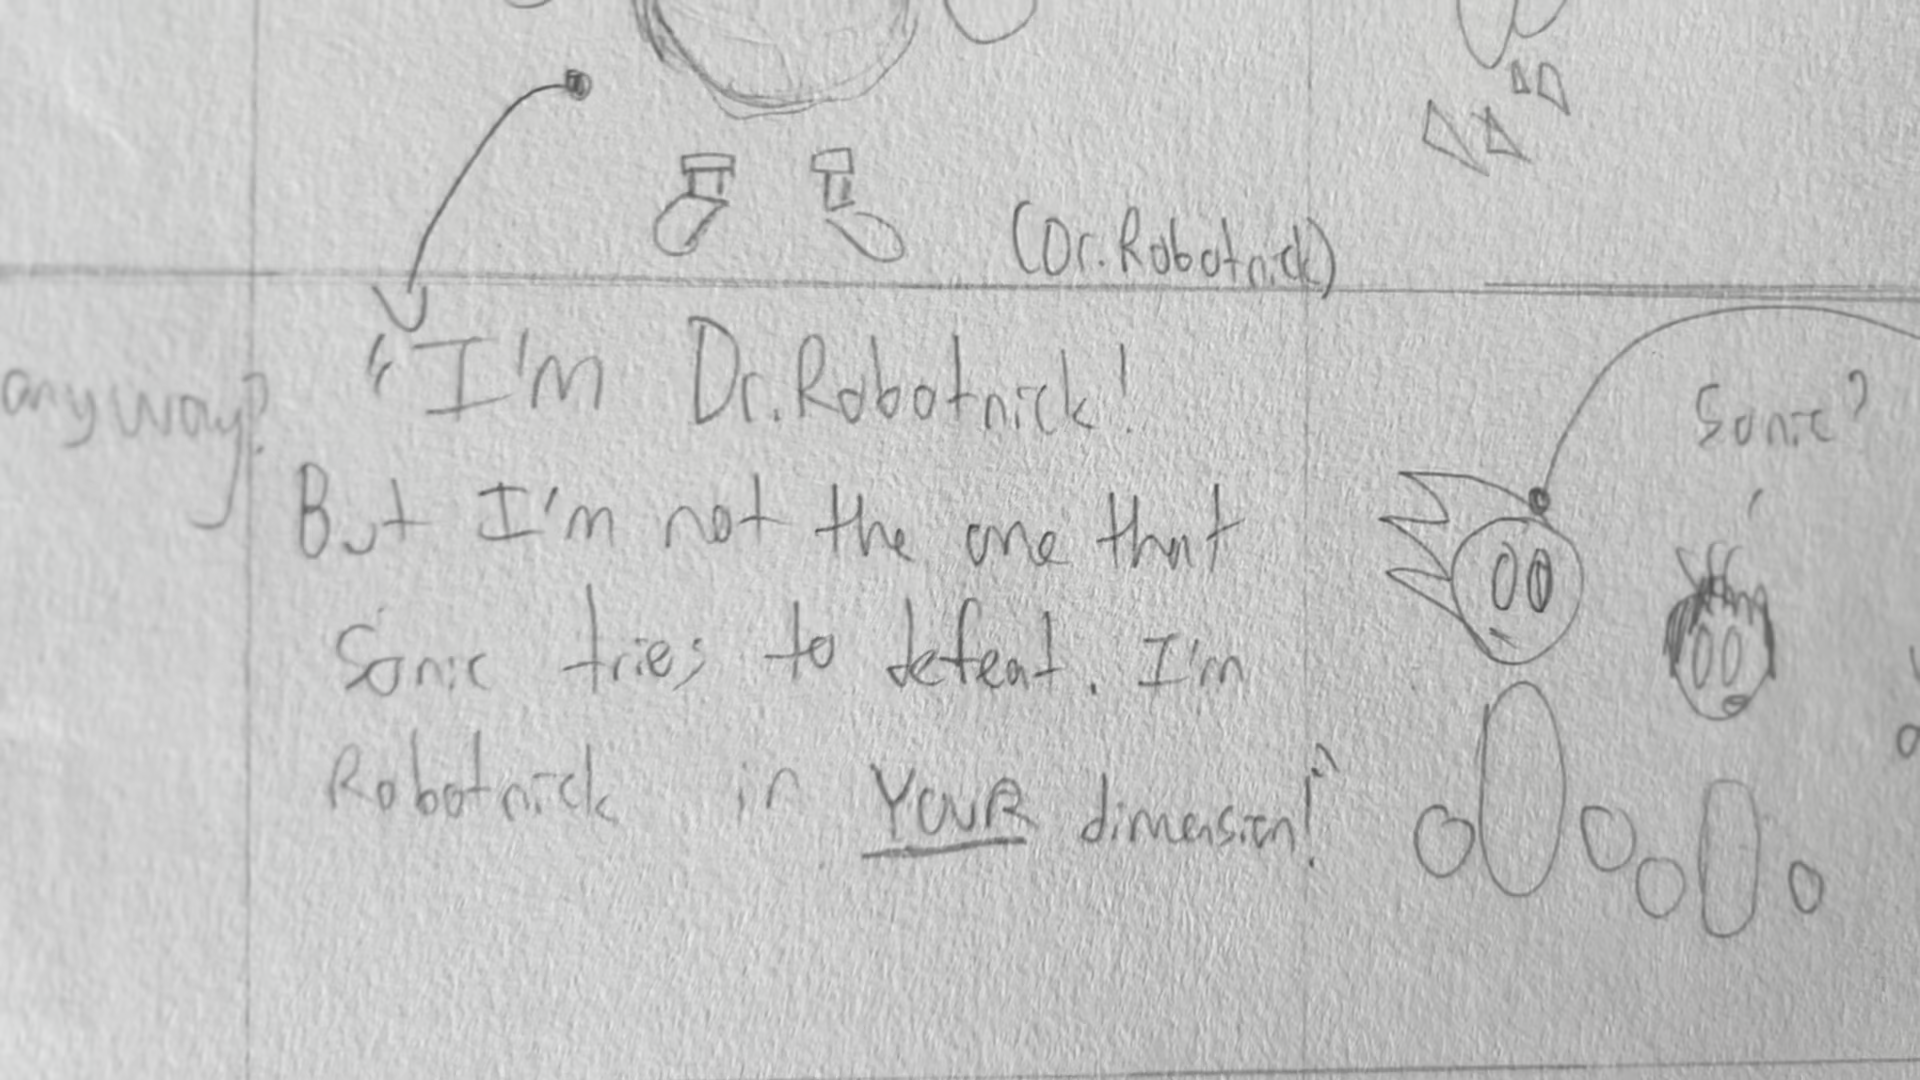 (Dr. Robotnick)
anyway?
"I'm Dr. Robotnick!
But I'm not the one that
Sonic tries to defeat. I'm
Robotnick in YOUR dimension!"
Sonic?